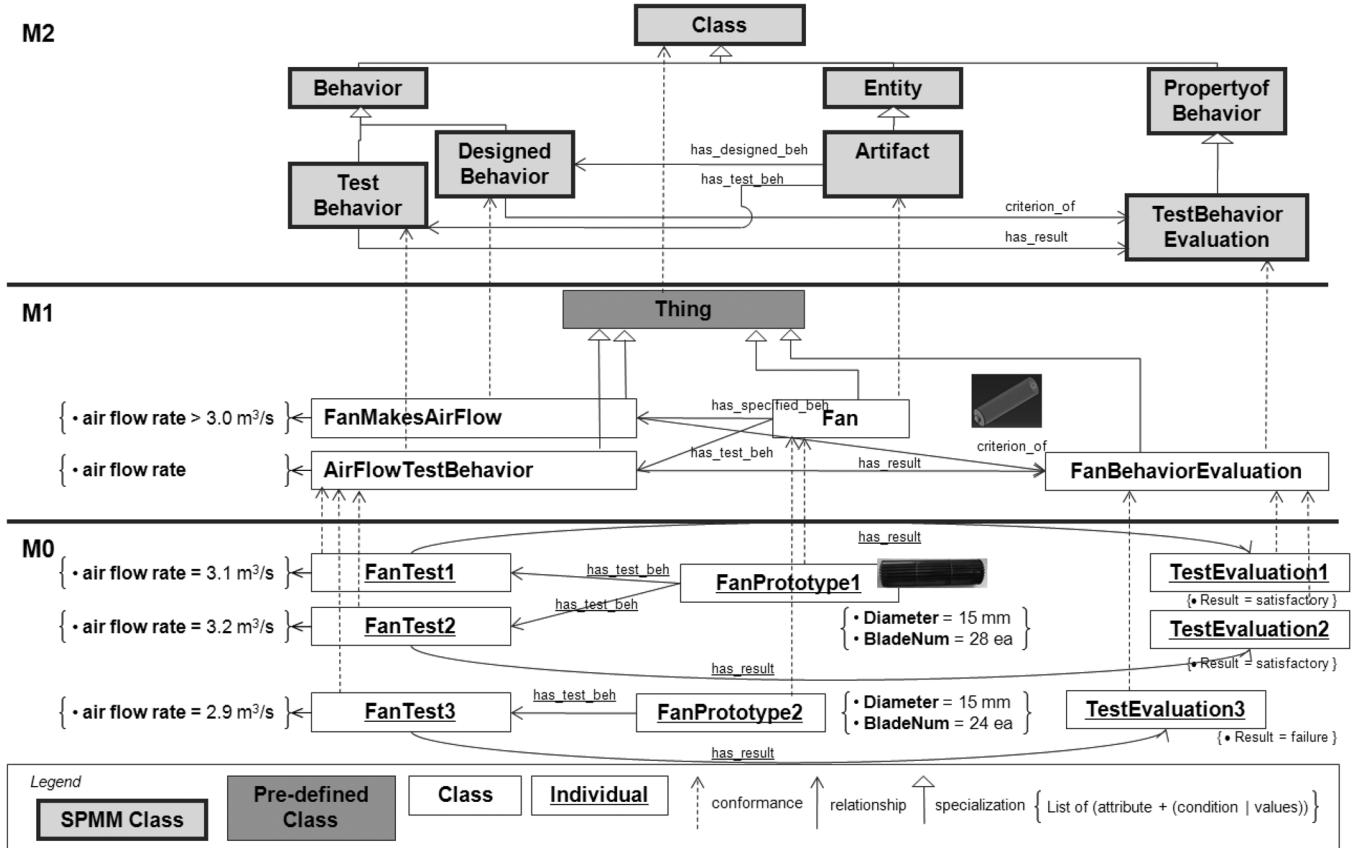 M2
Class
Behavior
Entity
Propertyof
Behavior
Designed
Behavior
has_designed_beh
Artifact
has_test_beh
Test
Behavior
criterion_of
TestBehavior
Evaluation
has_result
M1
Thing
• air flow rate > 3.0 m³/s
FanMakesAirFlow
has_specified_beh
Fan
criterion_of
• air flow rate
AirFlowTestBehavior
has_test_beh
has_result
FanBehaviorEvaluation
M0
has_result
• air flow rate = 3.1 m³/s
FanTest1
has_test_beh
FanPrototype1
TestEvaluation1
{• Result = satisfactory }
has_test_beh
• air flow rate = 3.2 m³/s
FanTest2
• Diameter = 15 mm
• BladeNum = 28 ea
TestEvaluation2
{• Result = satisfactory }
has_result
• air flow rate = 2.9 m³/s
FanTest3
has_test_beh
FanPrototype2
• Diameter = 15 mm
• BladeNum = 24 ea
TestEvaluation3
{ • Result = failure }
has_result
Legend
SPMM Class
Pre-defined
Class
Class
Individual
conformance
relationship
specialization
{ List of (attribute + (condition | values)) }